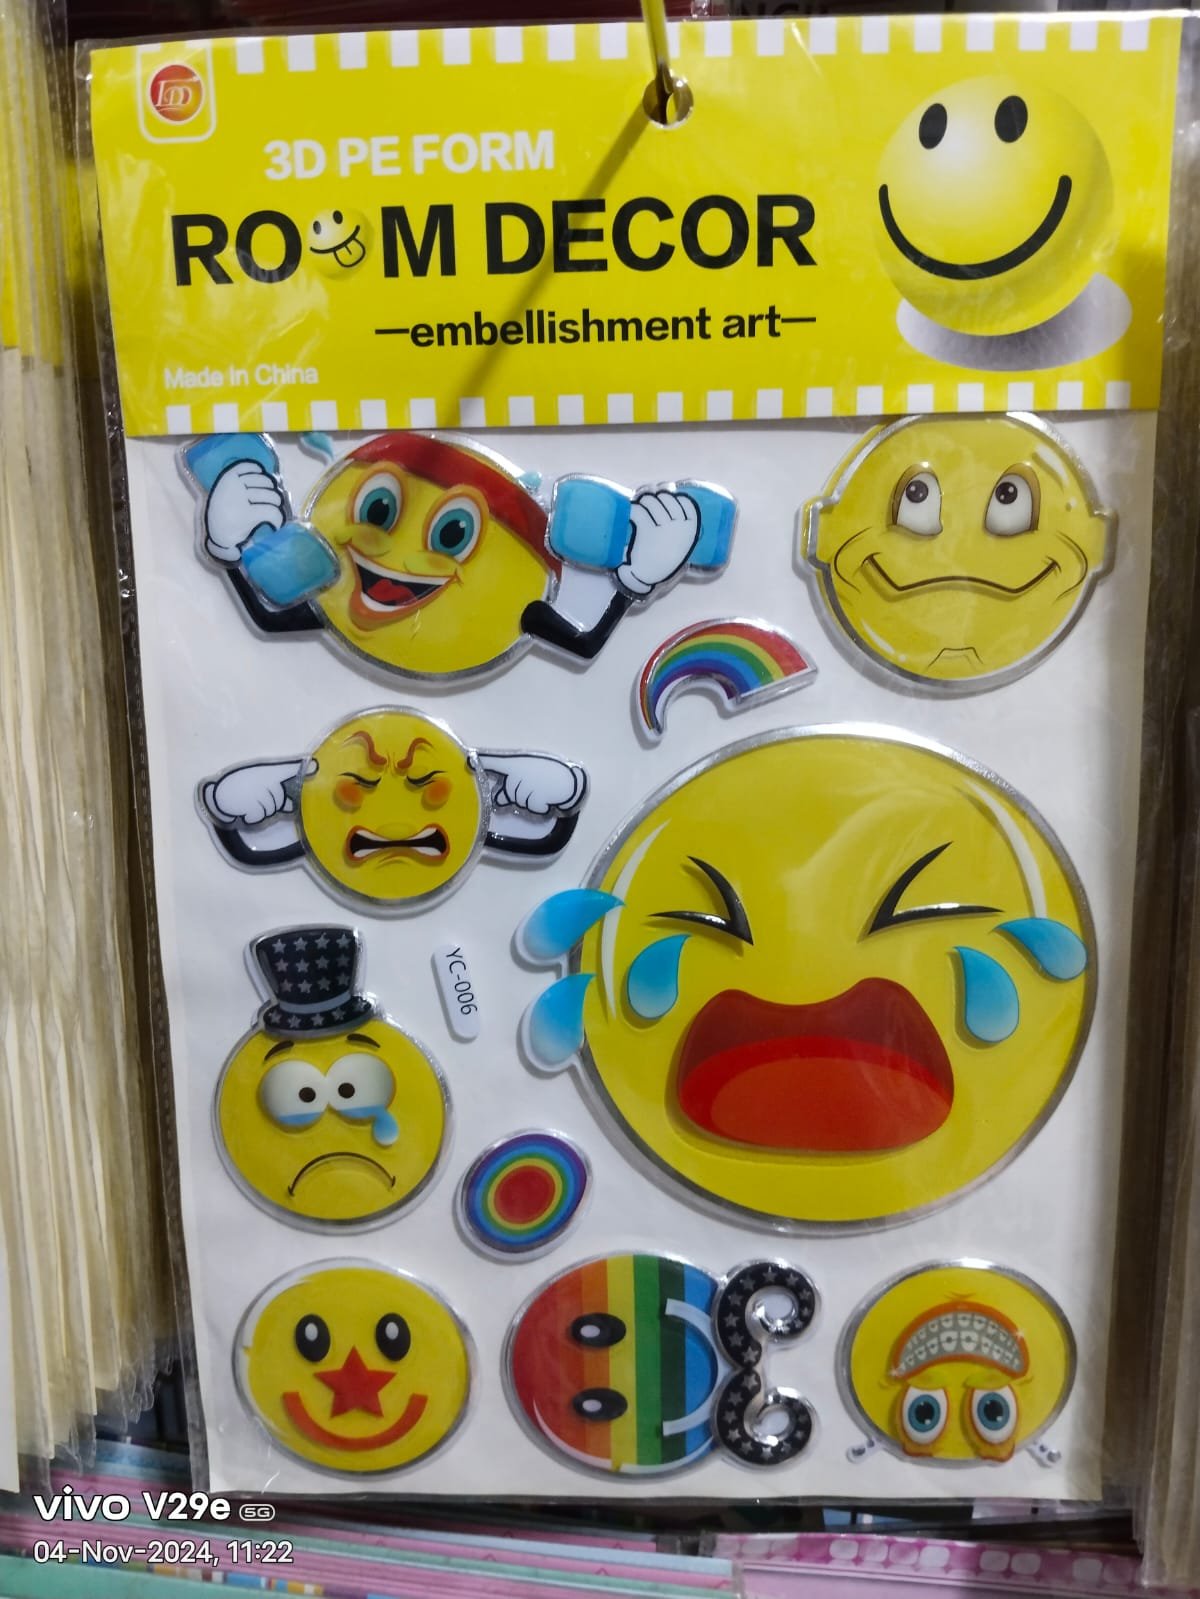 3D PE FORM
ROOM DECOR
—embellishment art—
Made In China
YC-006
vivo V29e 5G
04-Nov-2024, 11:22